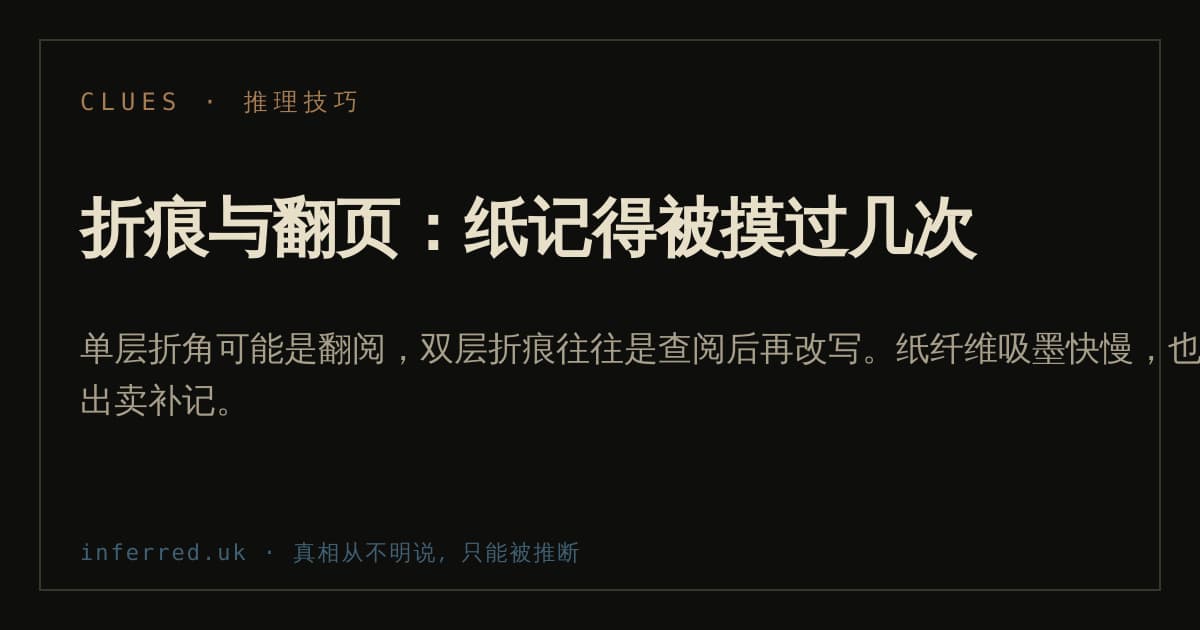 CLUES · 推理技巧
折痕与翻页：纸记得被摸过几次
单层折角可能是翻阅，双层折痕往往是查阅后再改写。纸纤维吸墨快慢，也
出卖补记。
inferred.uk · 真相从不明说, 只能被推断